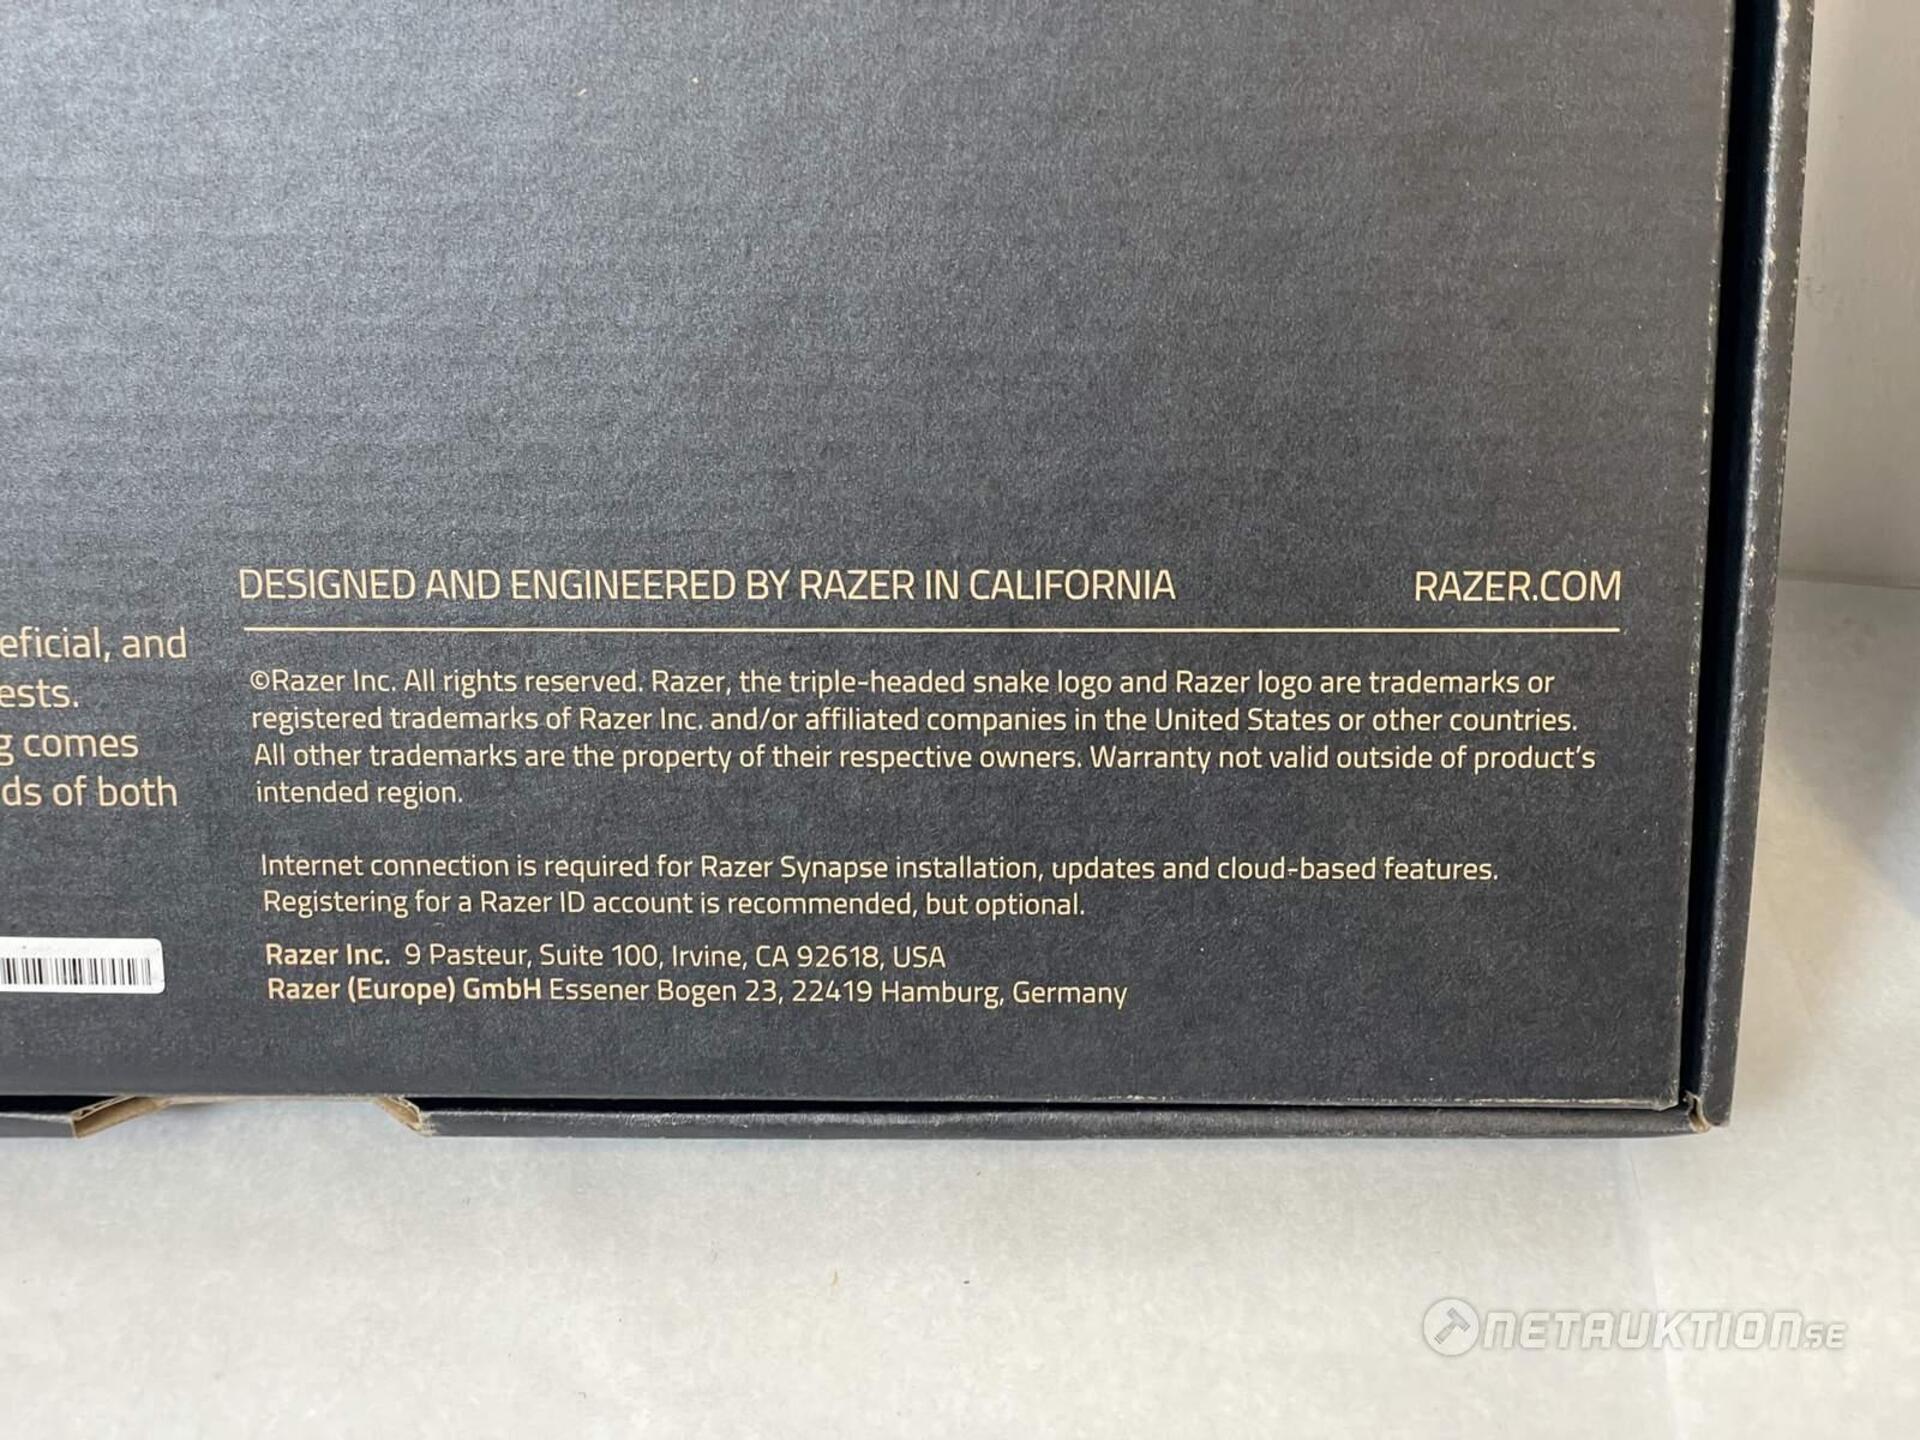 DESIGNED AND ENGINEERED BY RAZER IN CALIFORNIA
RAZER.COM
eficial, and
ests.
g comes
ds of both
©Razer Inc. All rights reserved. Razer, the triple-headed snake logo and Razer logo are trademarks or
registered trademarks of Razer Inc. and/or affiliated companies in the United States or other countries.
All other trademarks are the property of their respective owners. Warranty not valid outside of product's
intended region.
Internet connection is required for Razer Synapse installation, updates and cloud-based features.
Registering for a Razer ID account is recommended, but optional.
Razer Inc. 9 Pasteur, Suite 100, Irvine, CA 92618, USA
Razer (Europe) GmbH Essener Bogen 23, 22419 Hamburg, Germany
NETAUKTION.SE